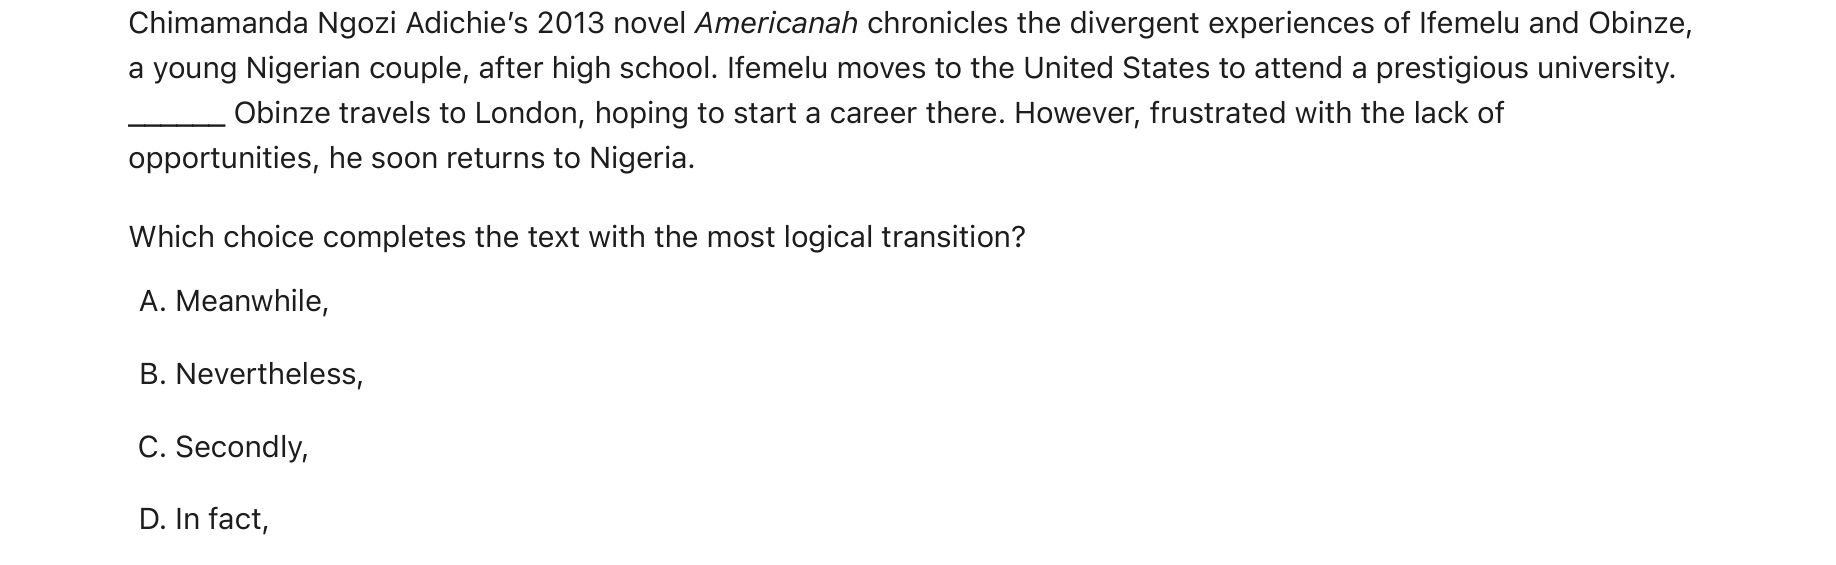 Chimamanda Ngozi Adichie’s 2013 novel Americanah chronicles the divergent experiences of Ifemelu and Obinze,
a young Nigerian couple, after high school. Ifemelu moves to the United States to attend a prestigious university.
______ Obinze travels to London, hoping to start a career there. However, frustrated with the lack of
opportunities, he soon returns to Nigeria.
Which choice completes the text with the most logical transition?
A. Meanwhile,
B. Nevertheless,
C. Secondly,
D. In fact,